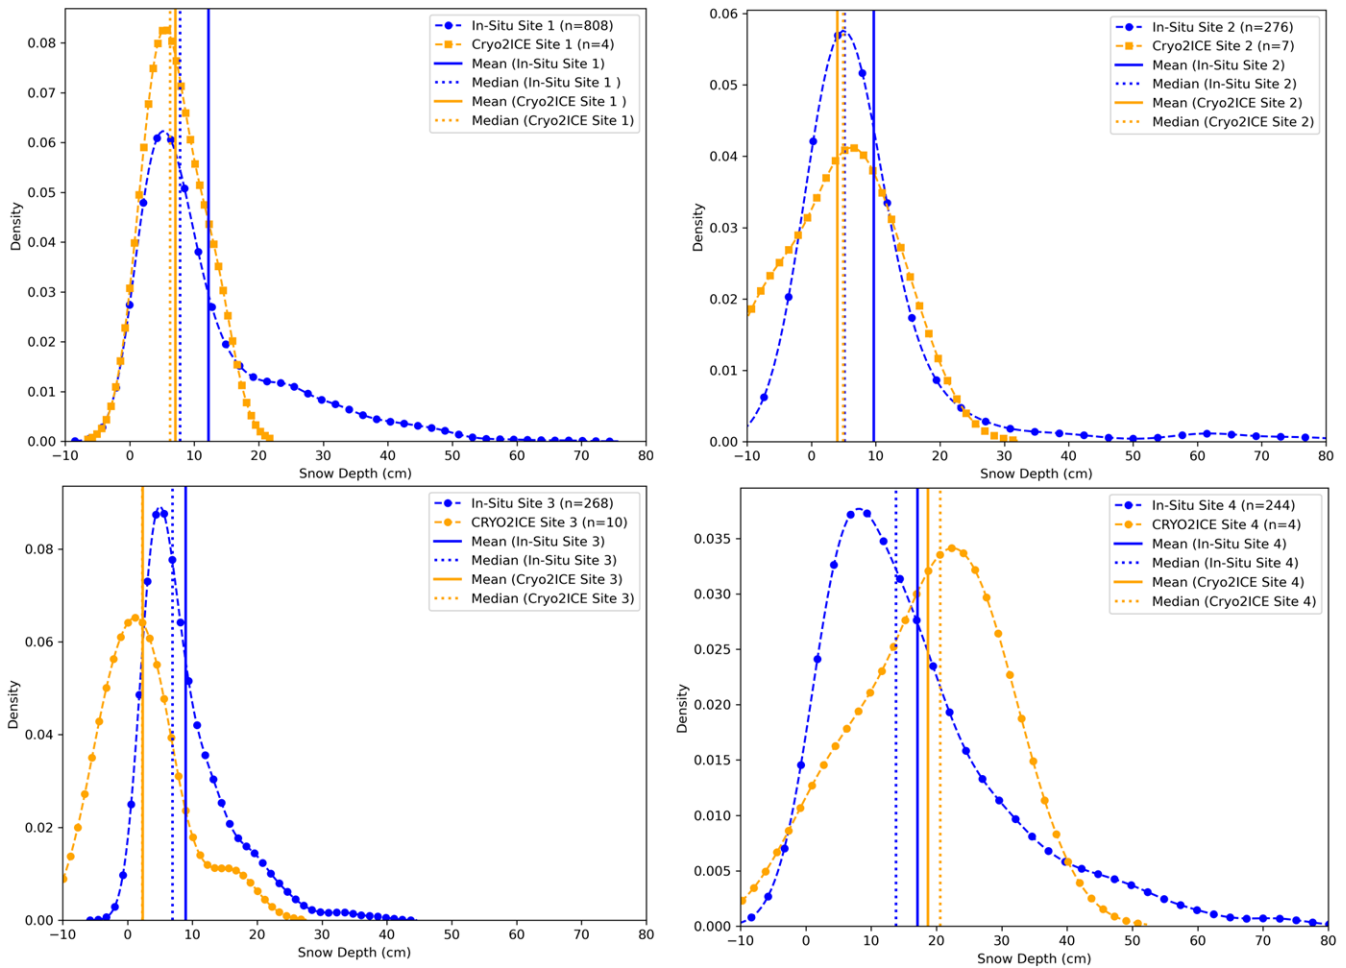 In-Situ Site 1 (n=808)
Cryo2ICE Site 1 (n=4)
Mean (In-Situ Site 1)
Median (In-Situ Site 1 )
Mean (Cryo2ICE Site 1 )
Median (Cryo2ICE Site 1)
0.08
0.07
0.06
0.05
0.04
0.03
0.02
0.01
0.00
Density
−10 0 10 20 30 40 50 60 70 80
Snow Depth (cm)
In-Situ Site 2 (n=276)
Cryo2ICE Site 2 (n=7)
Mean (In-Situ Site 2)
Median (In-Situ Site 2)
Mean (Cryo2ICE Site 2)
Median (Cryo2ICE Site 2)
0.06
0.05
0.04
0.03
0.02
0.01
0.00
Density
−10 0 10 20 30 40 50 60 70 80
Snow Depth (cm)
In-Situ Site 3 (n=268)
CRYO2ICE Site 3 (n=10)
Mean (In-Situ Site 3)
Median (In-Situ Site 3)
Mean (Cryo2ICE Site 3)
Median (Cryo2ICE Site 3)
0.08
0.06
0.04
0.02
0.00
Density
−10 0 10 20 30 40 50 60 70 80
Snow Depth (cm)
In-Situ Site 4 (n=244)
CRYO2ICE Site 4 (n=4)
Mean (In-Situ Site 4)
Median (In-Situ Site 4)
Mean (Cryo2ICE Site 4)
Median (Cryo2ICE Site 4)
0.035
0.030
0.025
0.020
0.015
0.010
0.005
0.000
Density
−10 0 10 20 30 40 50 60 70 80
Snow Depth (cm)